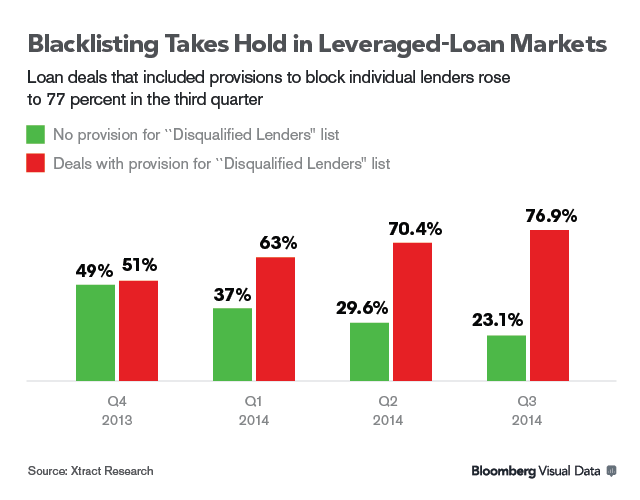 Blacklisting Takes Hold in Leveraged-Loan Markets
Loan deals that included provisions to block individual lenders rose
to 77 percent in the third quarter
No provision for ``Disqualified Lenders" list
Deals with provision for ``Disqualified Lenders" list
49% 51%
37% 63%
29.6% 70.4%
23.1% 76.9%
Q4 Q1 Q2 Q3
2013 2014 2014 2014
Source: Xtract Research
Bloomberg Visual Data